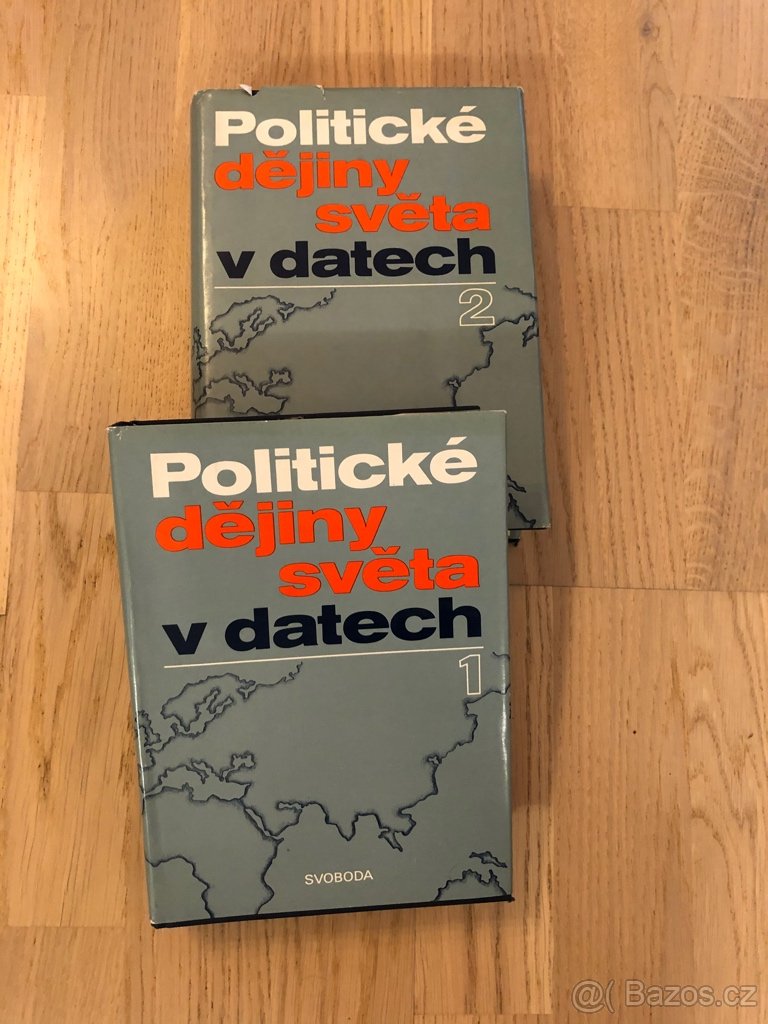 Politické
dějiny
světa
v datech
2
Politické
dějiny
světa
v datech
1
SVOBODA
@( Bazos.cz